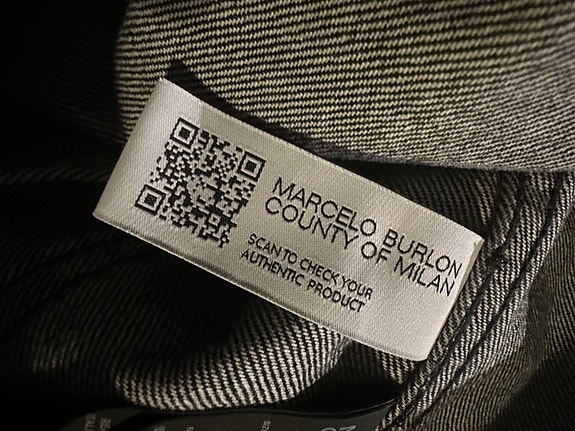 MARCELO BURLON
COUNTY OF MILAN
SCAN TO CHECK YOUR
AUTHENTIC PRODUCT